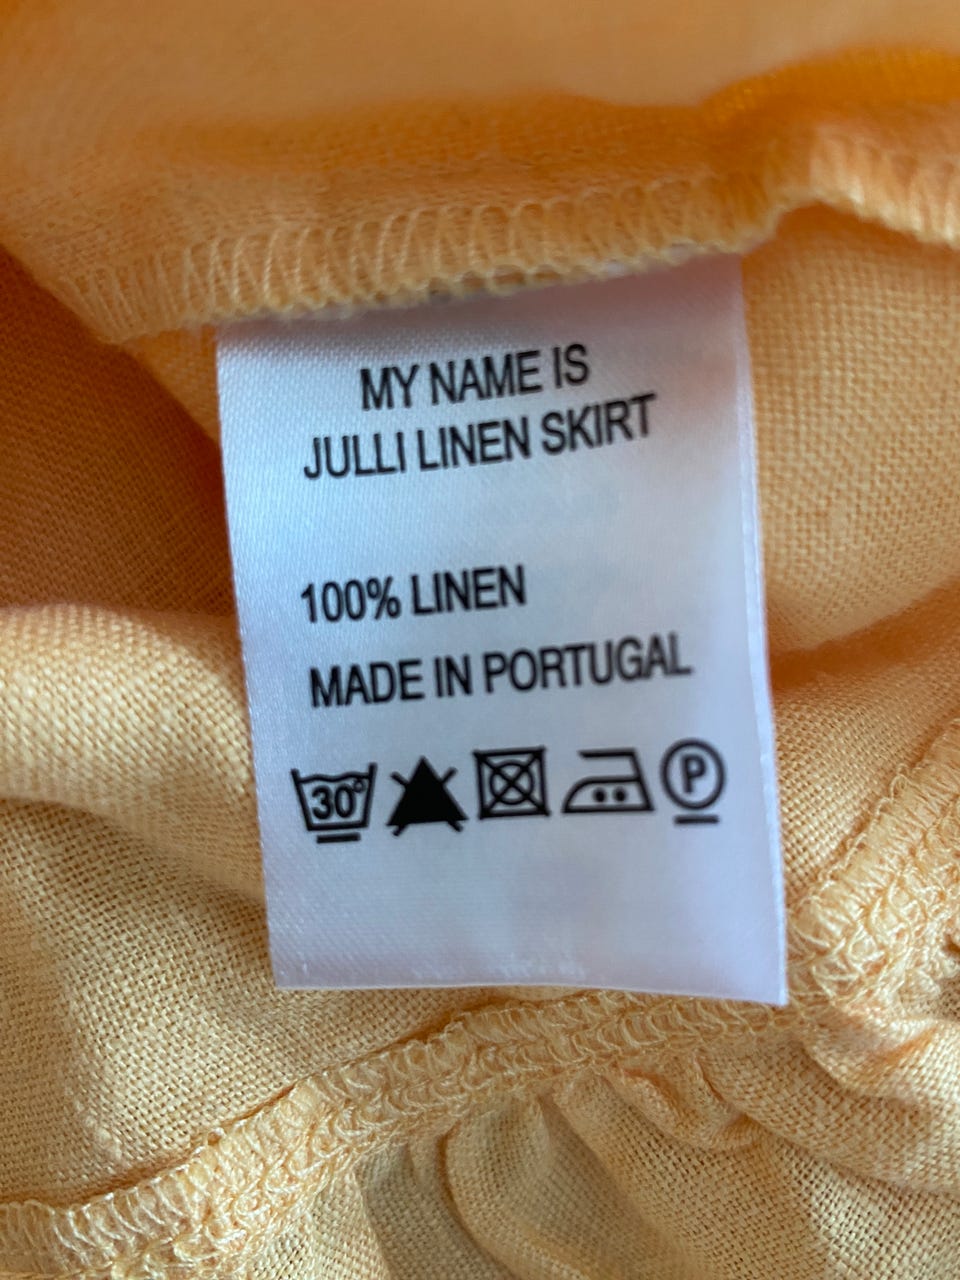 MY NAME IS
JULLI LINEN SKIRT
100% LINEN
MADE IN PORTUGAL
30° P